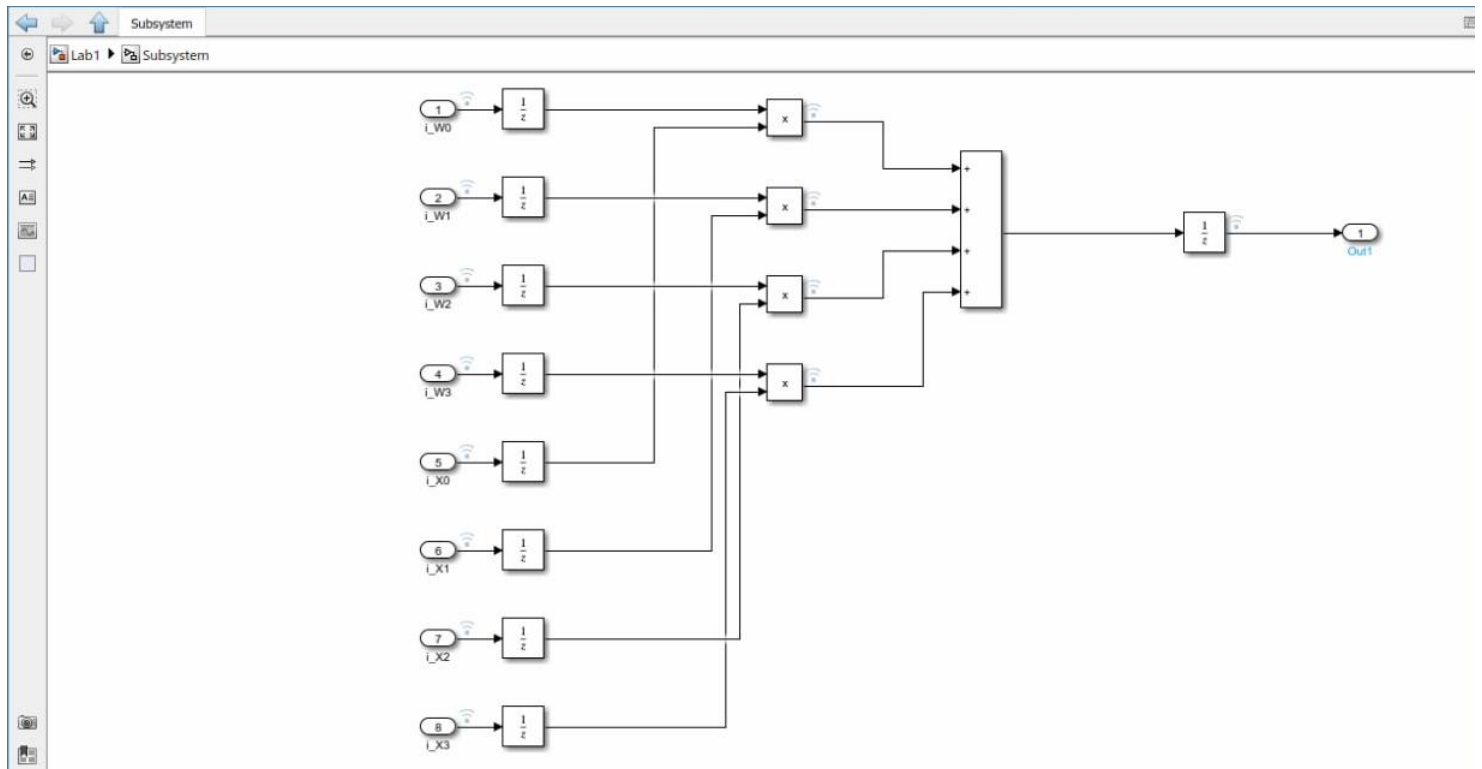 Subsystem
Lab1 Subsystem
1
i_W0
1
z
x
2
i_W1
1
z
x
3
i_W2
1
z
x
4
i_W3
1
z
x
5
i_X0
1
z
6
i_X1
1
z
7
i_X2
1
z
8
i_X3
1
z
+
+
+
+
1
z
1
Out1